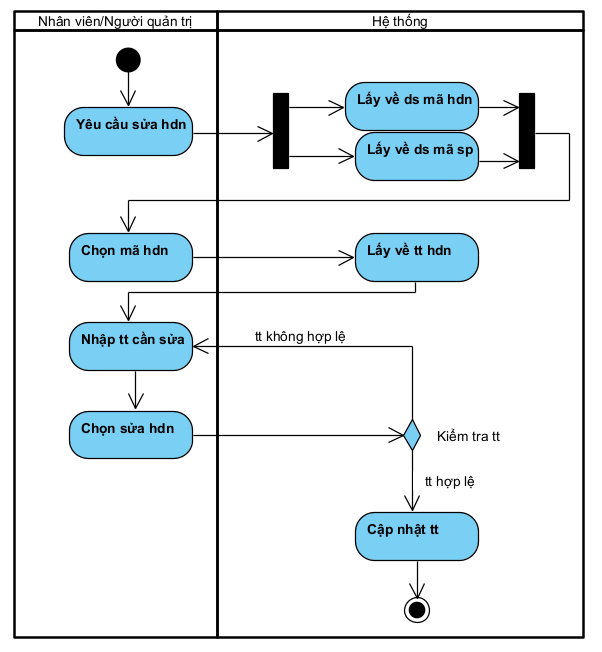 Nhân viên/Người quản trị
Hệ thống
Yêu cầu sửa hdn
Lấy về ds mã hdn
Lấy về ds mã sp
Chọn mã hdn
Lấy về tt hdn
Nhập tt cần sửa
tt không hợp lệ
Chọn sửa hdn
Kiểm tra tt
tt hợp lệ
Cập nhật tt